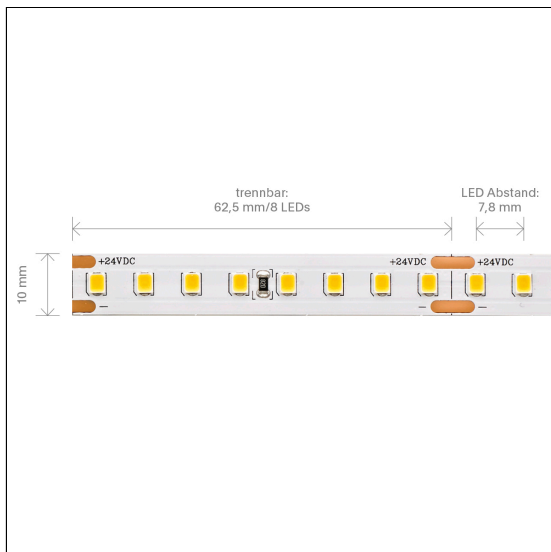 trennbar:
62,5 mm/8 LEDs
LED Abstand:
7,8 mm
10 mm
+24VDC
+24VDC
+24VDC
–
–
–